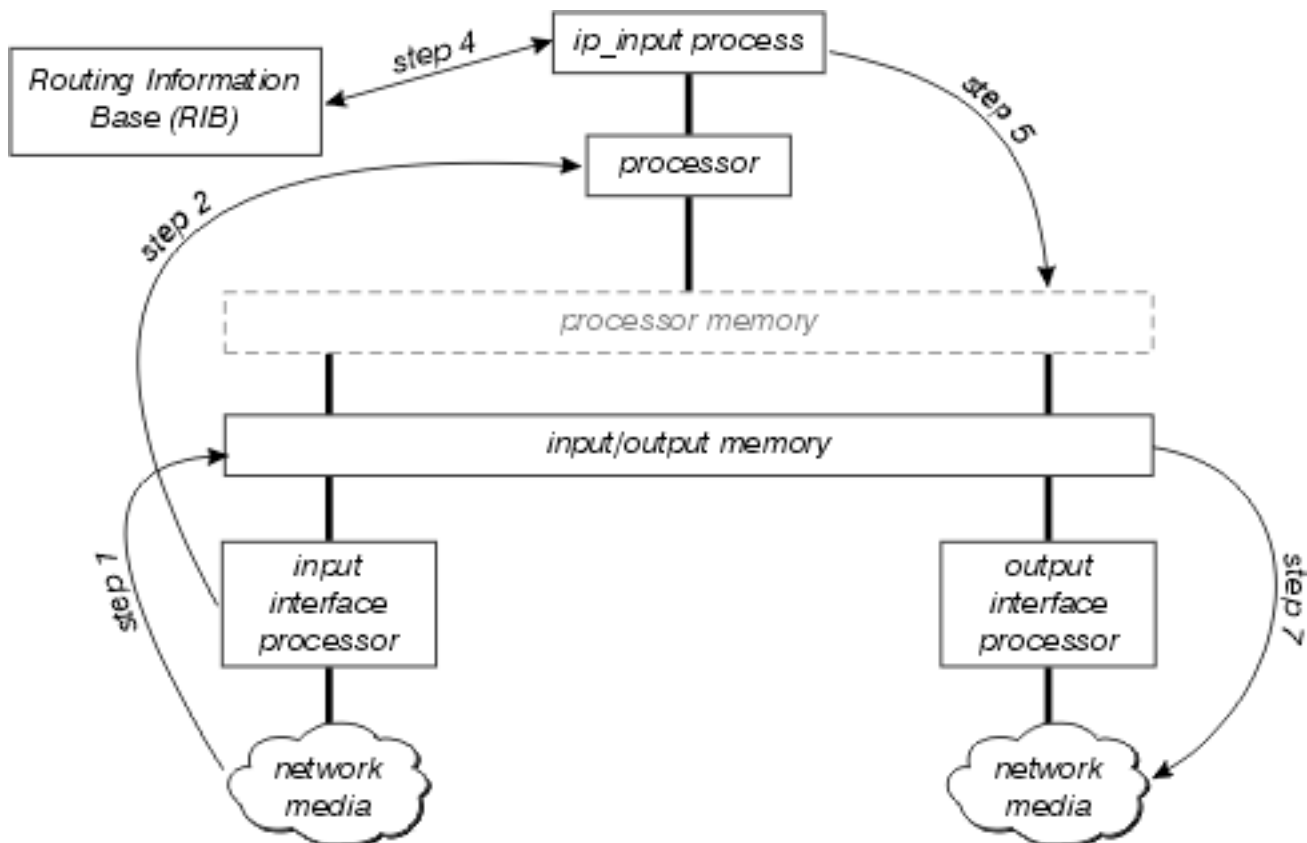 ip_input process
step 4
Routing Information
Base (RIB)
step 5
processor
step 2
processor memory
input/output memory
input
interface
processor
output
interface
processor
step 1
step 7
network
media
network
media